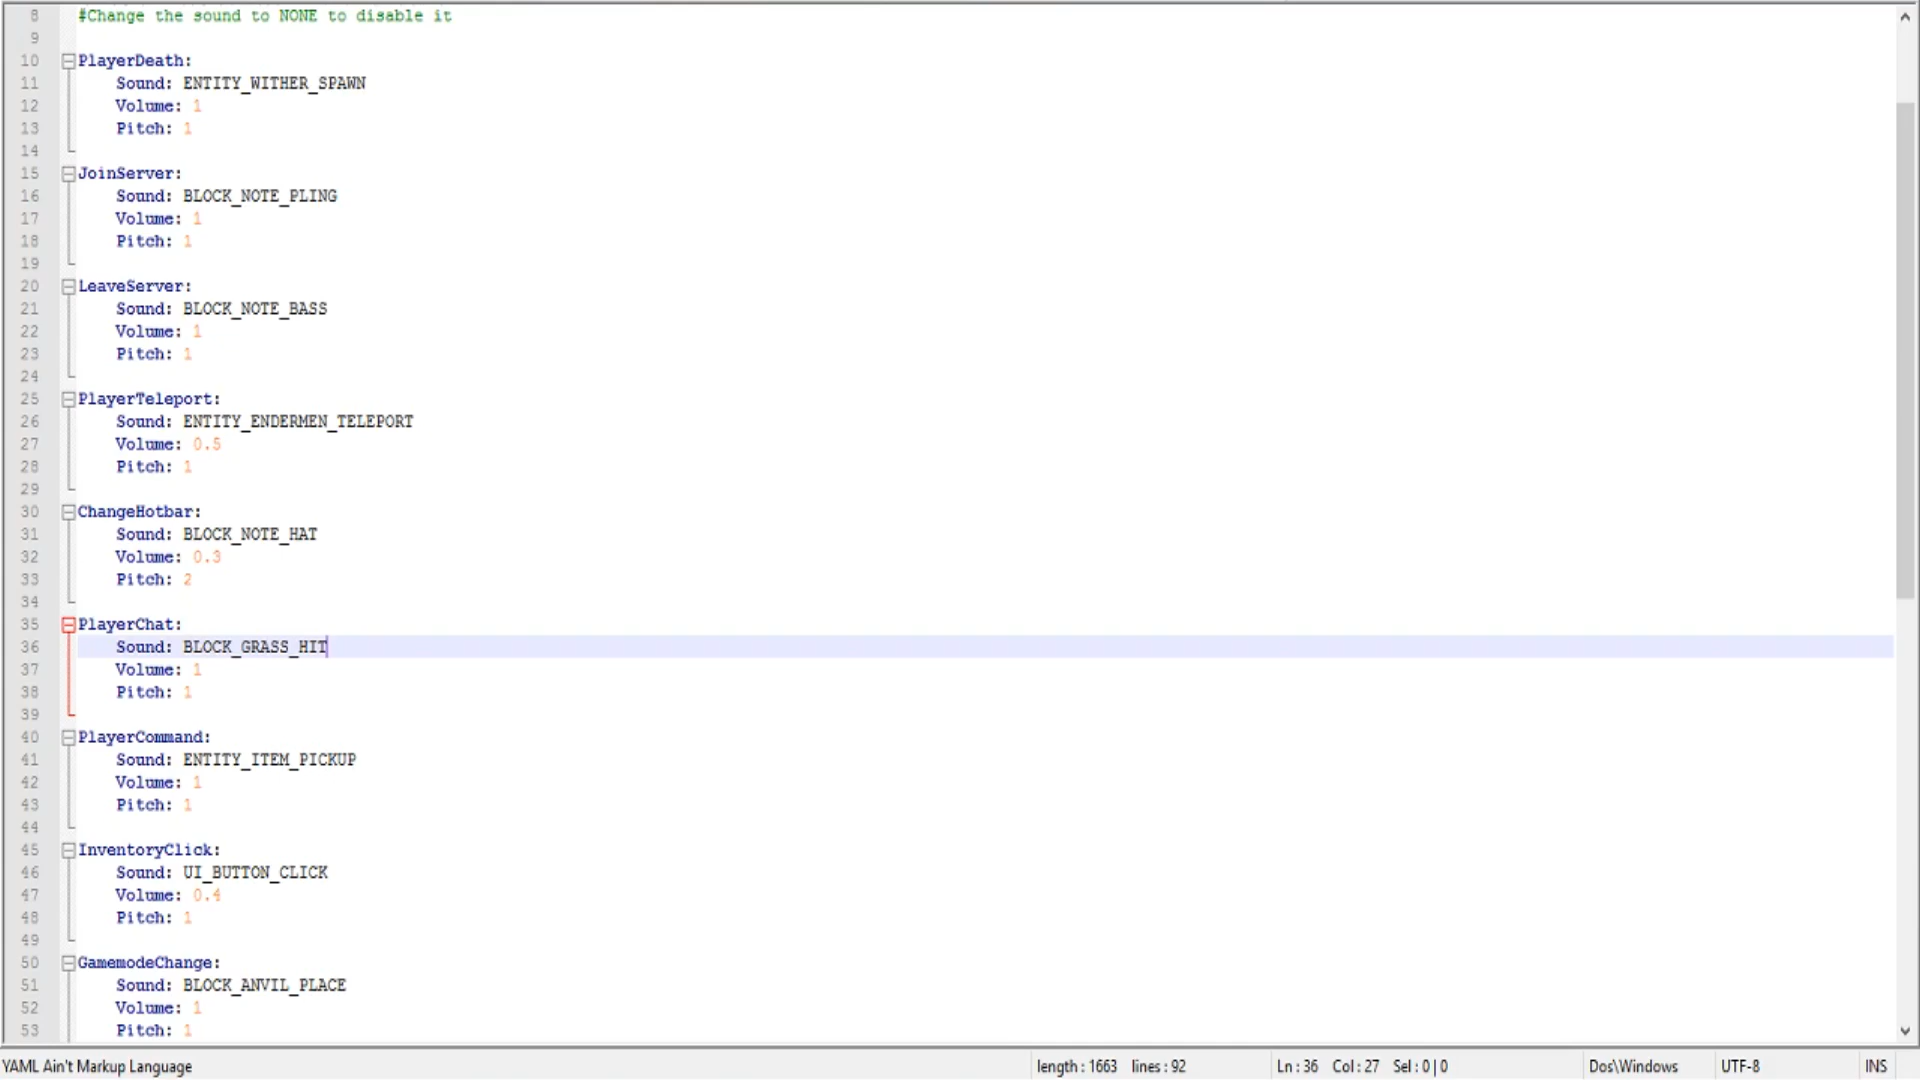 8 #Change the sound to NONE to disable it
9
10 PlayerDeath:
11 Sound: ENTITY_WITHER_SPAWN
12 Volume: 1
13 Pitch: 1
14
15 JoinServer:
16 Sound: BLOCK_NOTE_PLING
17 Volume: 1
18 Pitch: 1
19
20 LeaveServer:
21 Sound: BLOCK_NOTE_BASS
22 Volume: 1
23 Pitch: 1
24
25 PlayerTeleport:
26 Sound: ENTITY_ENDERMEN_TELEPORT
27 Volume: 0.5
28 Pitch: 1
29
30 ChangeHotbar:
31 Sound: BLOCK_NOTE_HAT
32 Volume: 0.3
33 Pitch: 2
34
35 PlayerChat:
36 Sound: BLOCK_GRASS_HIT
37 Volume: 1
38 Pitch: 1
39
40 PlayerCommand:
41 Sound: ENTITY_ITEM_PICKUP
42 Volume: 1
43 Pitch: 1
44
45 InventoryClick:
46 Sound: UI_BUTTON_CLICK
47 Volume: 0.4
48 Pitch: 1
49
50 GamemodeChange:
51 Sound: BLOCK_ANVIL_PLACE
52 Volume: 1
53 Pitch: 1
YAML Ain't Markup Language length : 1663 lines : 92 Ln : 36 Col : 27 Sel : 0 | 0 Dos\Windows UTF-8 INS